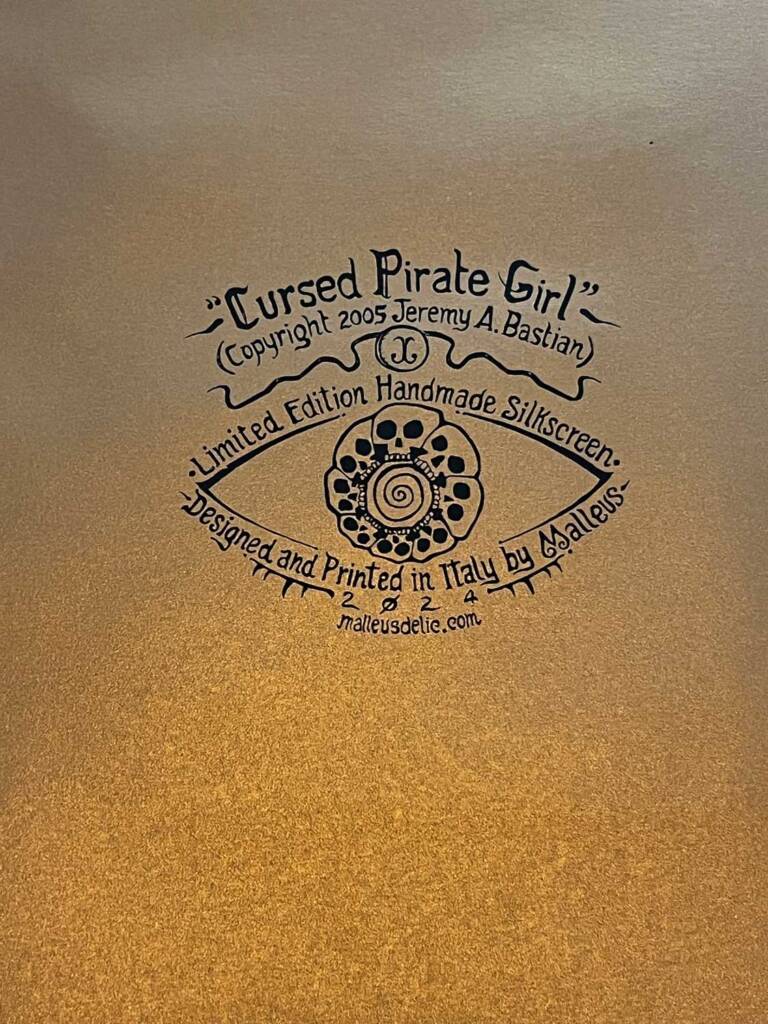 "Cursed Pirate Girl"
(Copyright 2005 Jeremy A. Bastian)
·Limited Edition Handmade Silkscreen·
-Designed and Printed in Italy by Malleus-
2024
malleusdelic.com